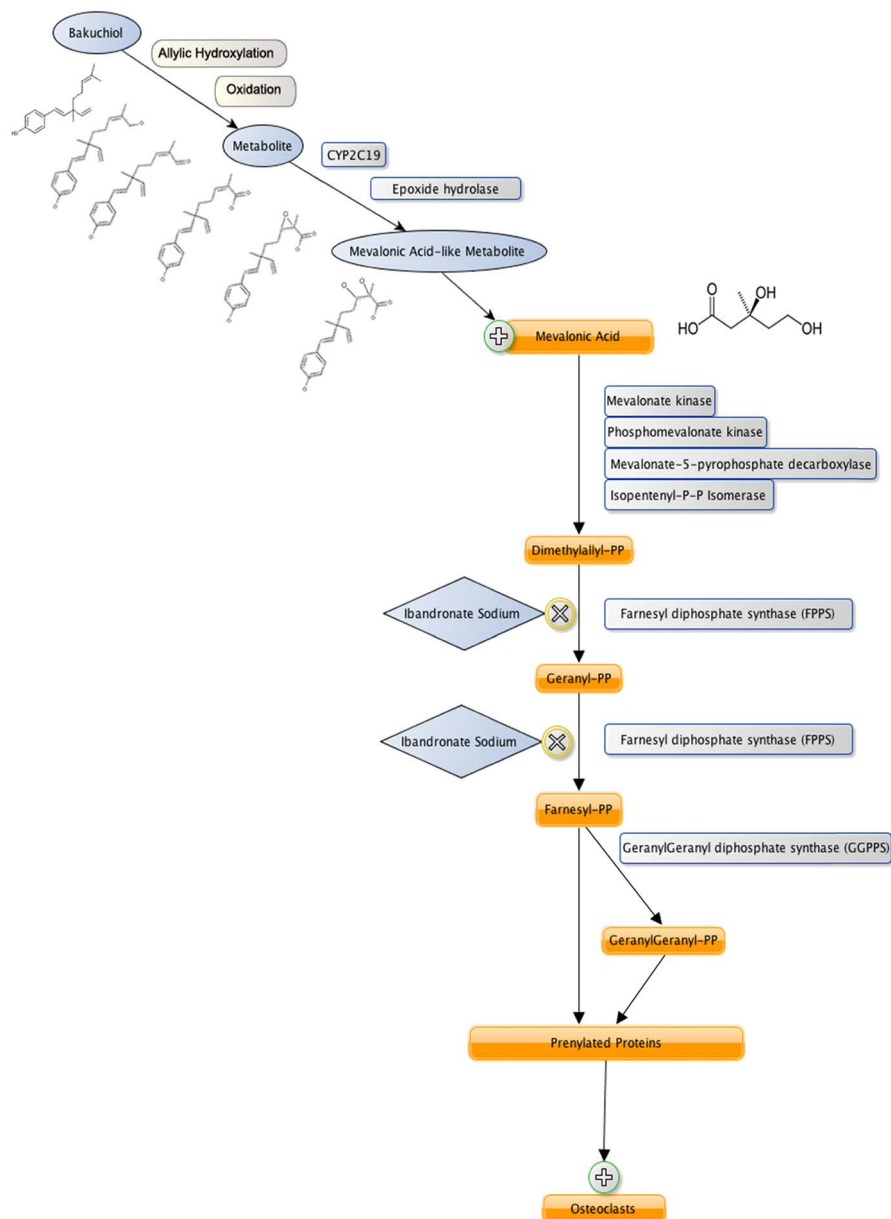 Bakuchiol
Allylic Hydroxylation
Oxidation
HO
Metabolite
CYP2C19
Epoxide hydrolase
Mevalonic Acid-like Metabolite
Mevalonic Acid
O
OH
HO
OH
Mevalonate kinase
Phosphomevalonate kinase
Mevalonate-5-pyrophosphate decarboxylase
Isopentenyl-P-P Isomerase
Dimethylallyl-PP
Ibandronate Sodium
Farnesyl diphosphate synthase (FPPS)
Geranyl-PP
Ibandronate Sodium
Farnesyl diphosphate synthase (FPPS)
Farnesyl-PP
GeranylGeranyl diphosphate synthase (GGPPS)
GeranylGeranyl-PP
Prenylated Proteins
Osteoclasts